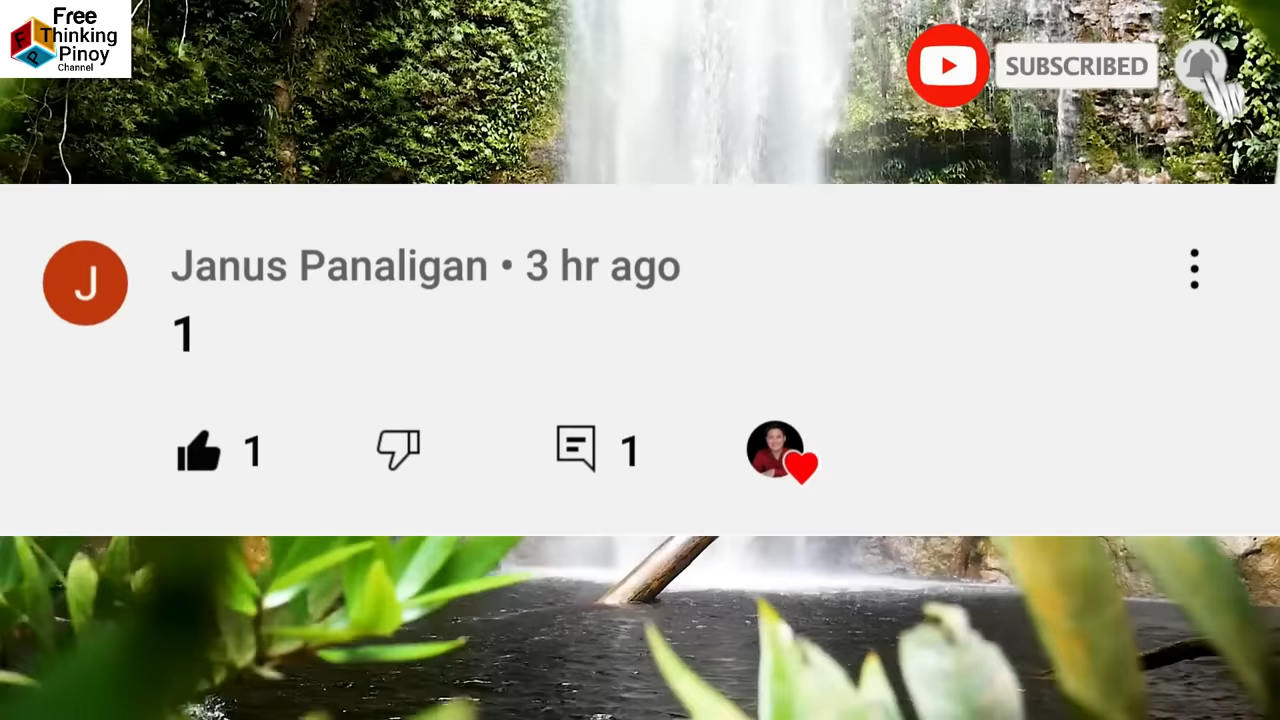 Free
Thinking
Pinoy
Channel
F
P
SUBSCRIBED
J
Janus Panaligan • 3 hr ago
1
1
1